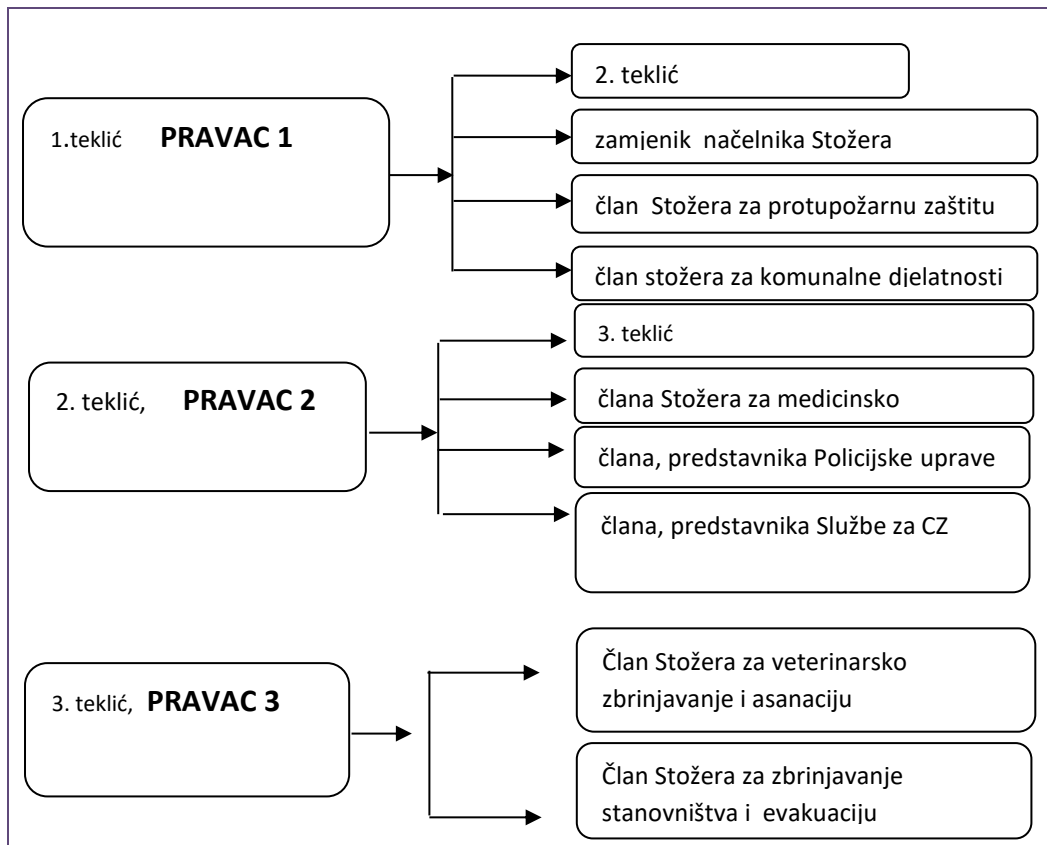 1.teklić PRAVAC 1
2. teklić
zamjenik načelnika Stožera
član Stožera za protupožarnu zaštitu
član stožera za komunalne djelatnosti
2. teklić, PRAVAC 2
3. teklić
člana Stožera za medicinsko
člana, predstavnika Policijske uprave
člana, predstavnika Službe za CZ
3. teklić, PRAVAC 3
Član Stožera za veterinarsko
zbrinjavanje i asanaciju
Član Stožera za zbrinjavanje
stanovništva i evakuaciju